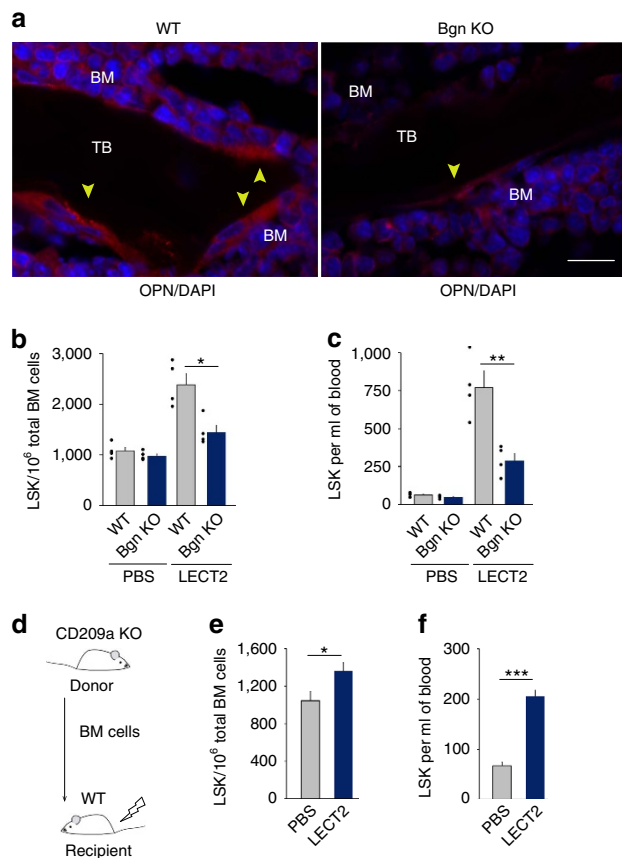 a
WT
Bgn KO
BM
TB
BM
BM
TB
BM
OPN/DAPI
OPN/DAPI
b
LSK/10⁶ total BM cells
3,000
2,000
1,000
0
*
WT
Bgn KO
WT
Bgn KO
PBS
LECT2
c
LSK per ml of blood
1,000
750
500
250
0
**
WT
Bgn KO
WT
Bgn KO
PBS
LECT2
d
CD209a KO
Donor
BM cells
WT
Recipient
e
LSK/10⁶ total BM cells
1,600
1,200
800
400
0
*
PBS
LECT2
f
LSK per ml of blood
300
200
100
0
***
PBS
LECT2